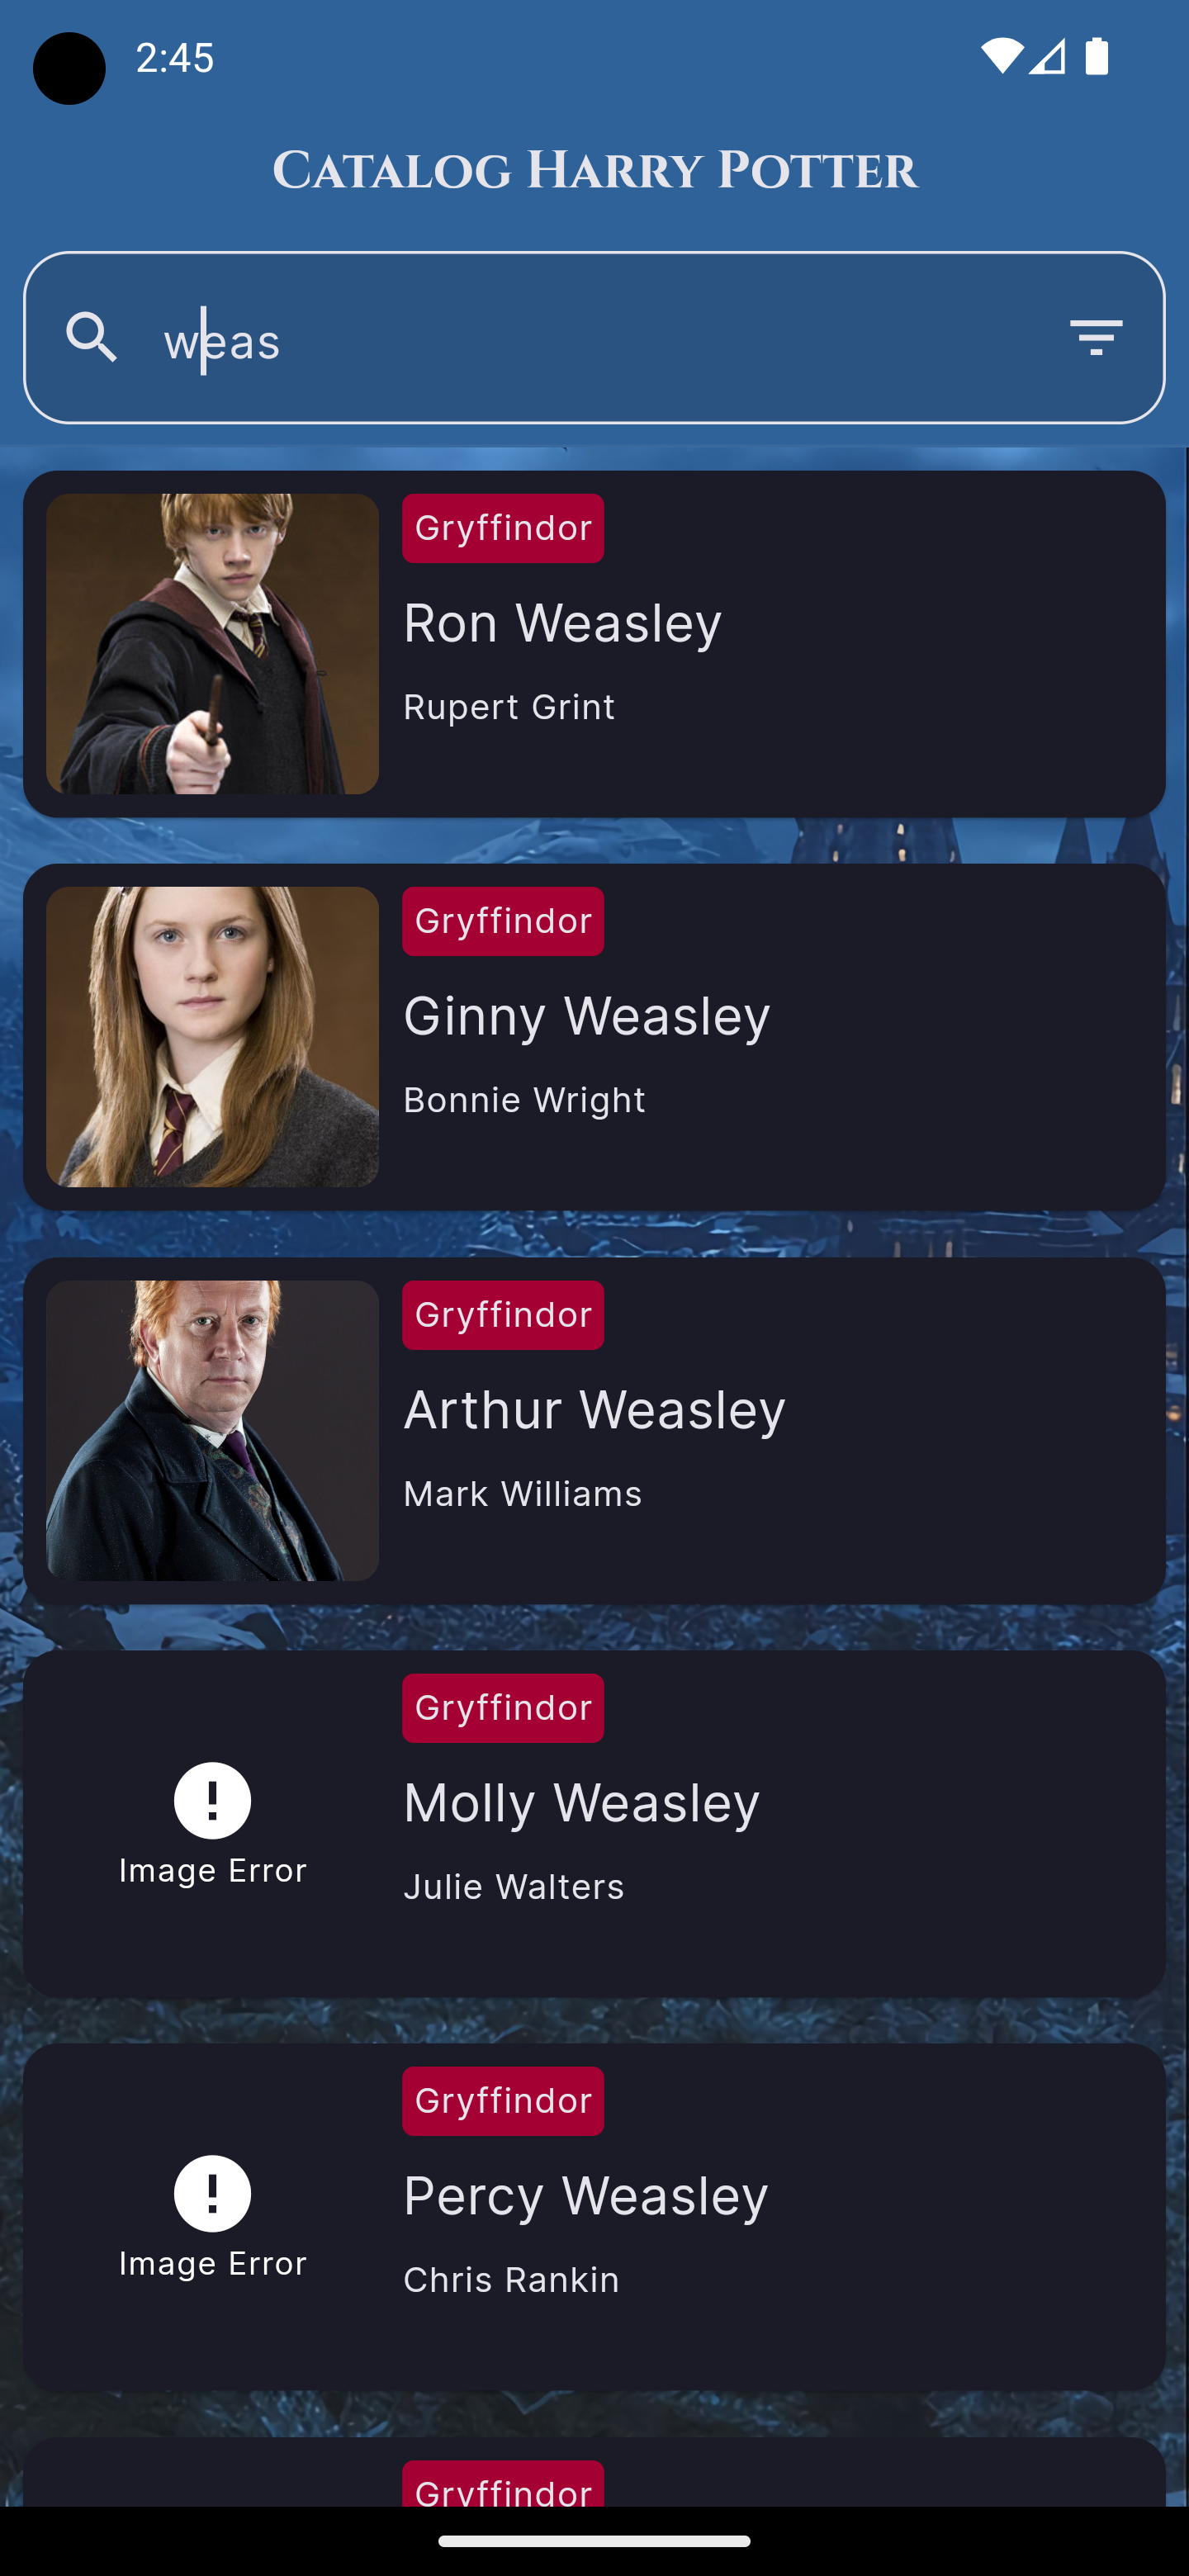 2:45
Catalog Harry Potter
weas
Gryffindor
Ron Weasley
Rupert Grint
Gryffindor
Ginny Weasley
Bonnie Wright
Gryffindor
Arthur Weasley
Mark Williams
Gryffindor
Molly Weasley
Image Error
Julie Walters
Gryffindor
Percy Weasley
Image Error
Chris Rankin
Gryffindor